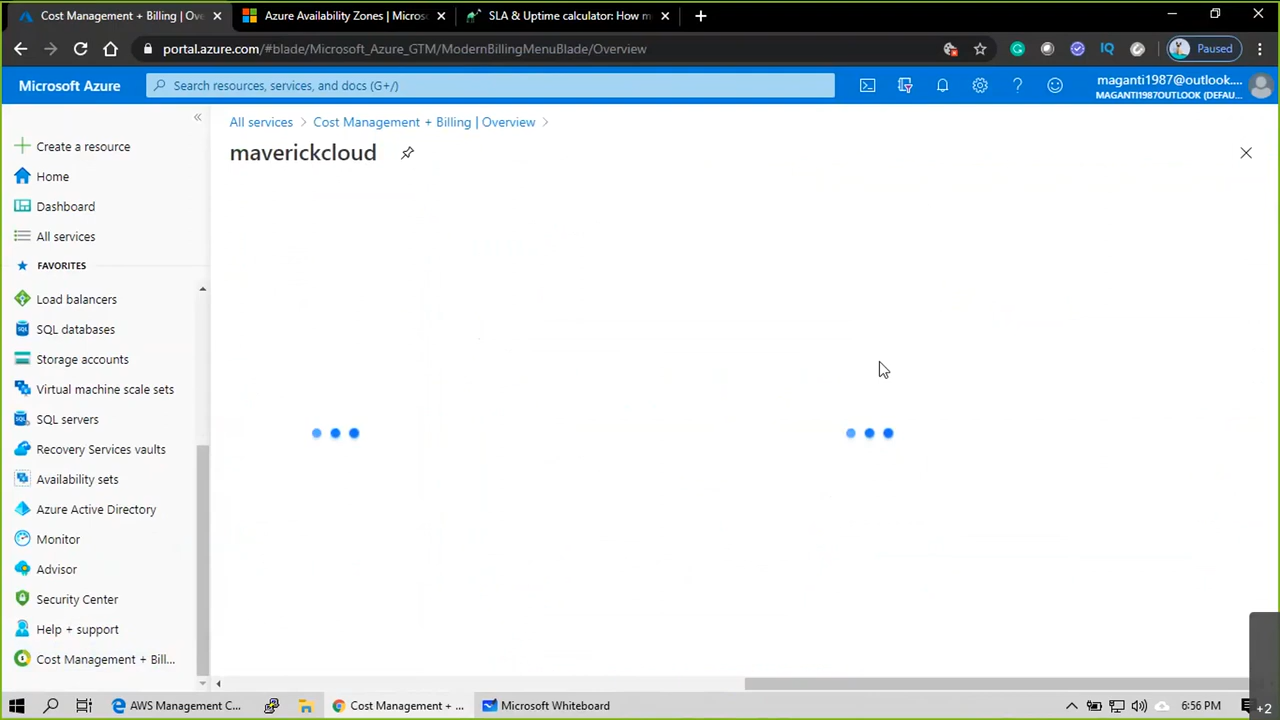 Cost Management + Billing | Ove
Azure Availability Zones | Micros
SLA & Uptime calculator: How m
portal.azure.com/#blade/Microsoft_Azure_GTM/ModernBillingMenuBlade/Overview
IQ
Paused
Microsoft Azure
Search resources, services, and docs (G+/)
maganti1987@outlook....
MAGANTI1987OUTLOOK (DEFAU...
All services
Cost Management + Billing | Overview
maverickcloud
Create a resource
Home
Dashboard
All services
FAVORITES
Load balancers
SQL databases
Storage accounts
Virtual machine scale sets
SQL servers
Recovery Services vaults
Availability sets
Azure Active Directory
Monitor
Advisor
Security Center
Help + support
Cost Management + Bill...
AWS Management C...
Cost Management + ...
Microsoft Whiteboard
6:56 PM
+2